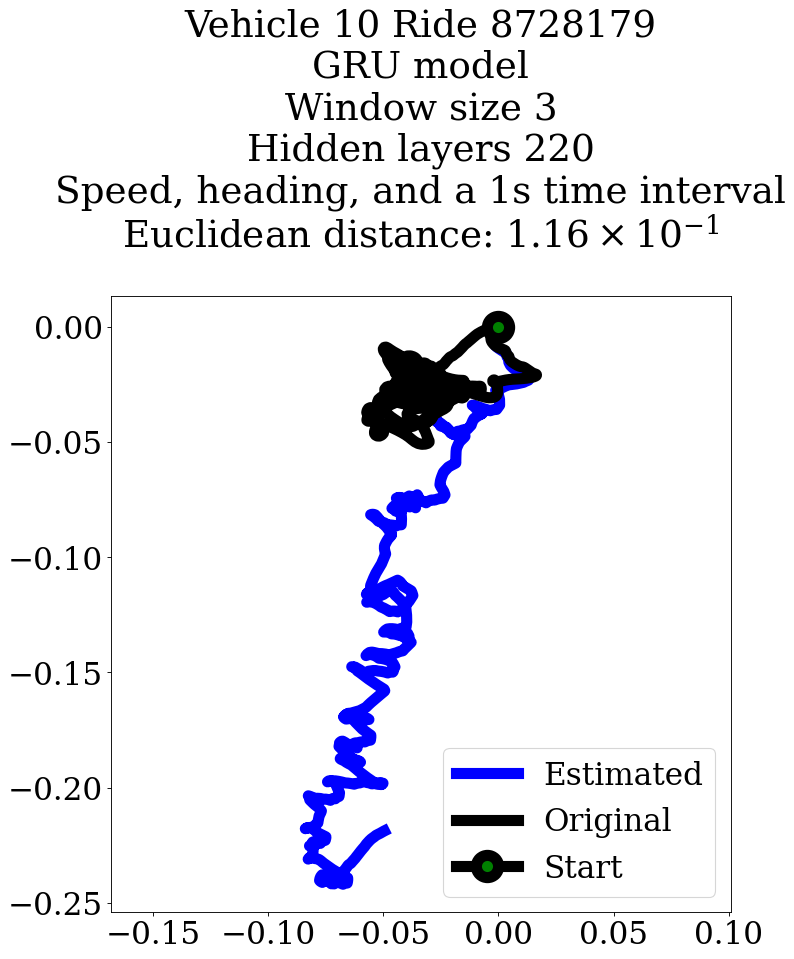 Vehicle 10 Ride 8728179
GRU model
Window size 3
Hidden layers 220
Speed, heading, and a 1s time interval
Euclidean distance: 1.16 × 10⁻¹
0.00
−0.05
−0.10
−0.15
−0.20
−0.25
Estimated
Original
Start
−0.15 −0.10 −0.05 0.00 0.05 0.10